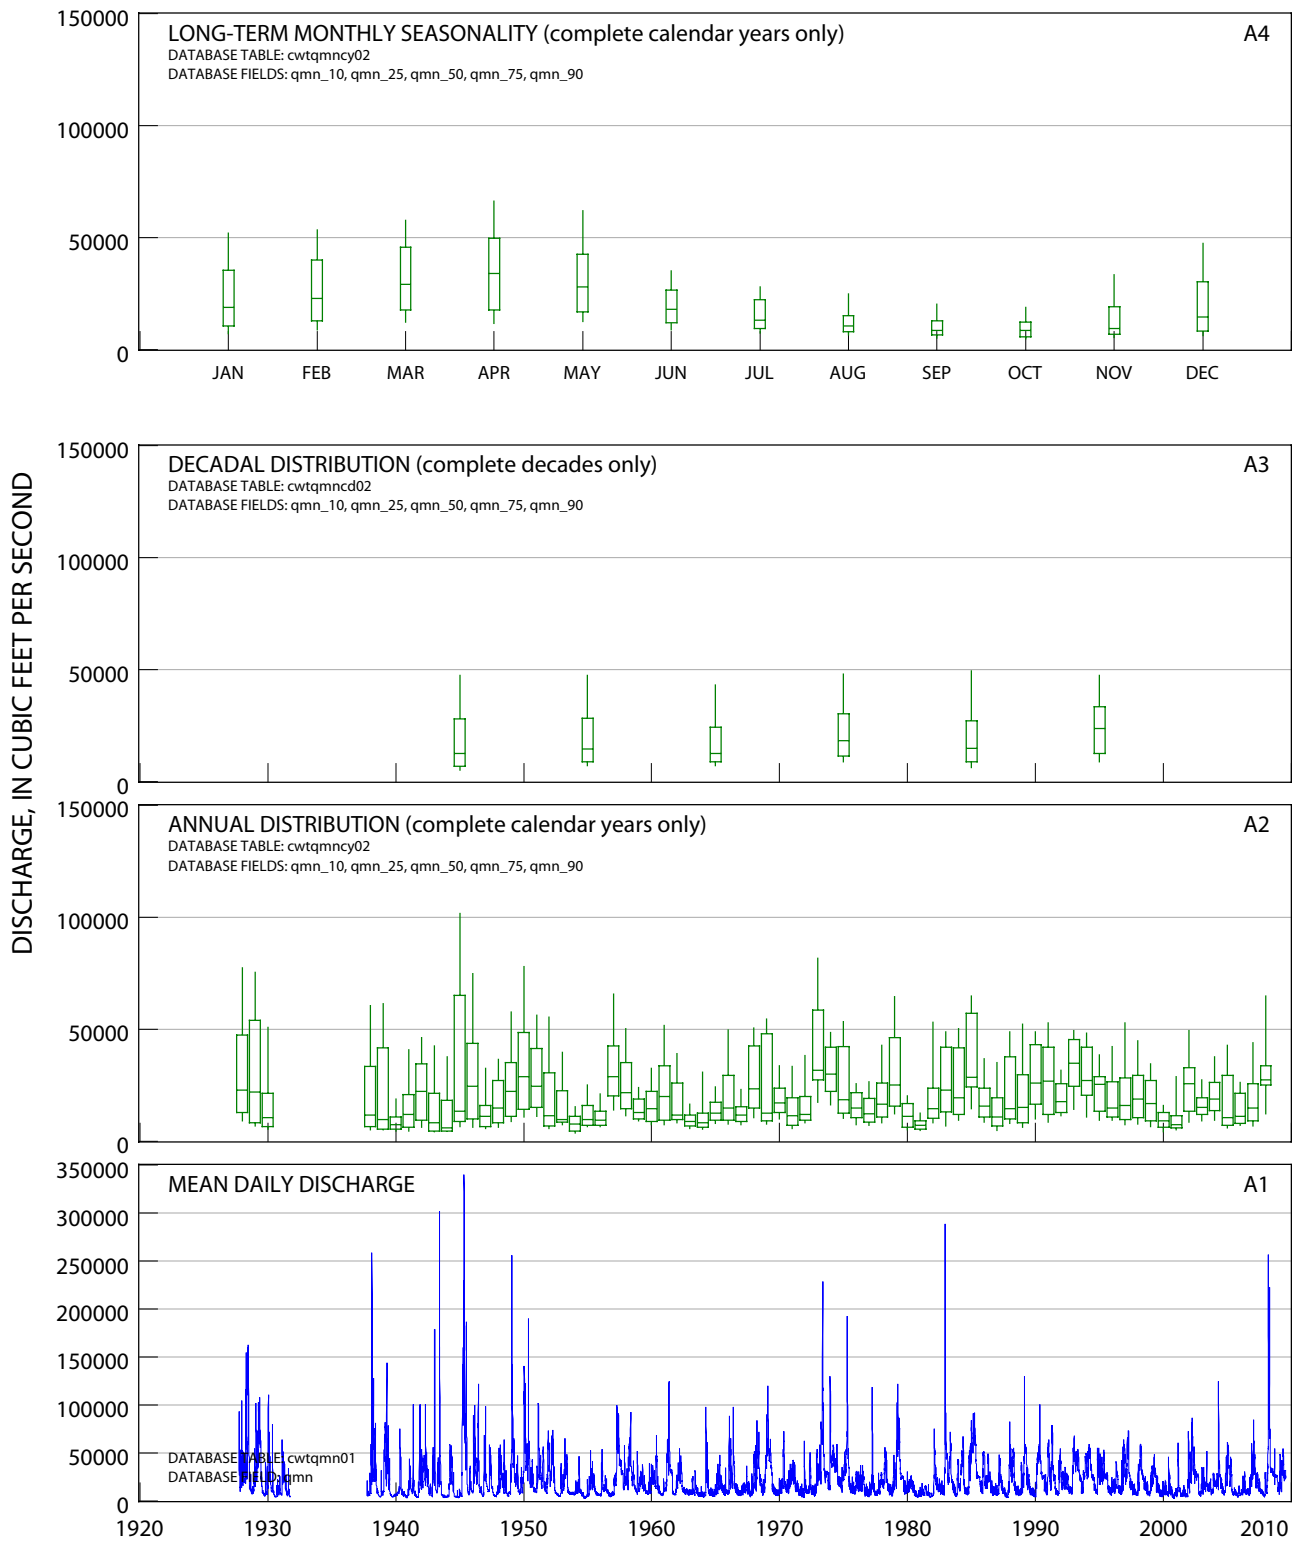 150000
LONG-TERM MONTHLY SEASONALITY (complete calendar years only) A4
DATABASE TABLE: cwtqmncy02
DATABASE FIELDS: qmn_10, qmn_25, qmn_50, qmn_75, qmn_90
100000
50000
0
JAN FEB MAR APR MAY JUN JUL AUG SEP OCT NOV DEC
DISCHARGE, IN CUBIC FEET PER SECOND
150000
DECADAL DISTRIBUTION (complete decades only) A3
DATABASE TABLE: cwtqmncd02
DATABASE FIELDS: qmn_10, qmn_25, qmn_50, qmn_75, qmn_90
100000
50000
0
150000
ANNUAL DISTRIBUTION (complete calendar years only) A2
DATABASE TABLE: cwtqmncy02
DATABASE FIELDS: qmn_10, qmn_25, qmn_50, qmn_75, qmn_90
100000
50000
0
350000
MEAN DAILY DISCHARGE A1
300000
250000
200000
150000
100000
50000
DATABASE TABLE: cwtqmn01
DATABASE FIELD: qmn
0
1920 1930 1940 1950 1960 1970 1980 1990 2000 2010